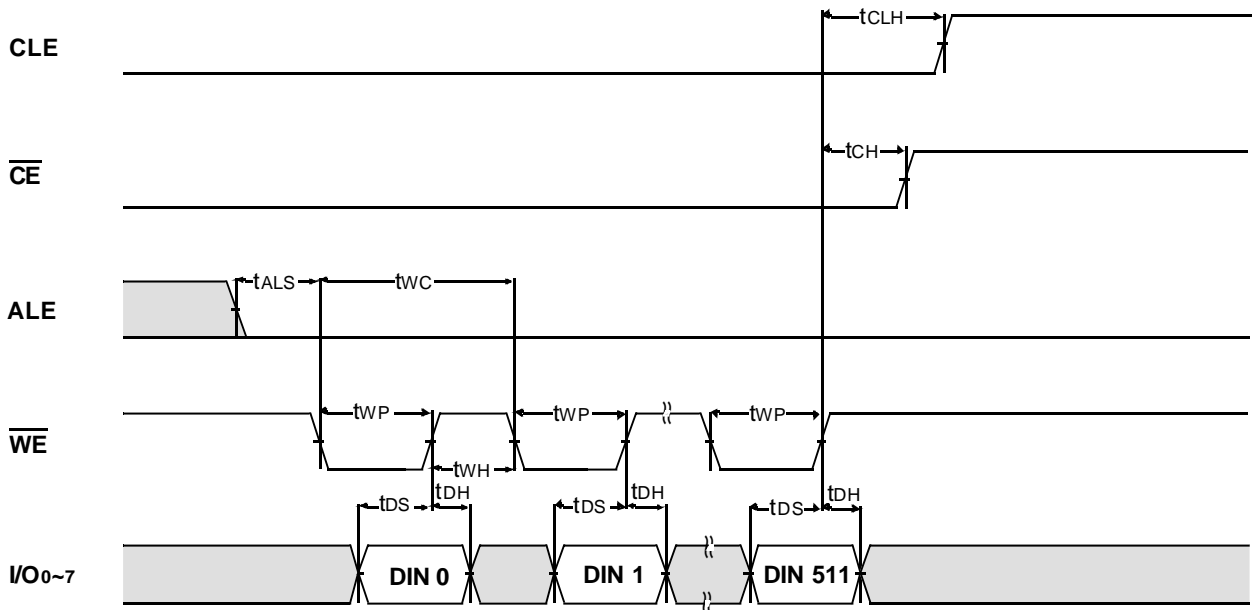 tCLH
CLE
tCH
CE
tALS
tWC
ALE
tWP
tWP
tWP
WE
tWH
tDS
tDH
tDS
tDH
tDS
tDH
I/O0~7
DIN 0
DIN 1
DIN 511